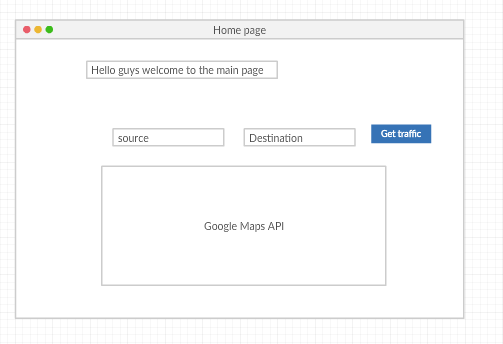 Home page
Hello guys welcome to the main page
source
Destination
Get traffic
Google Maps API